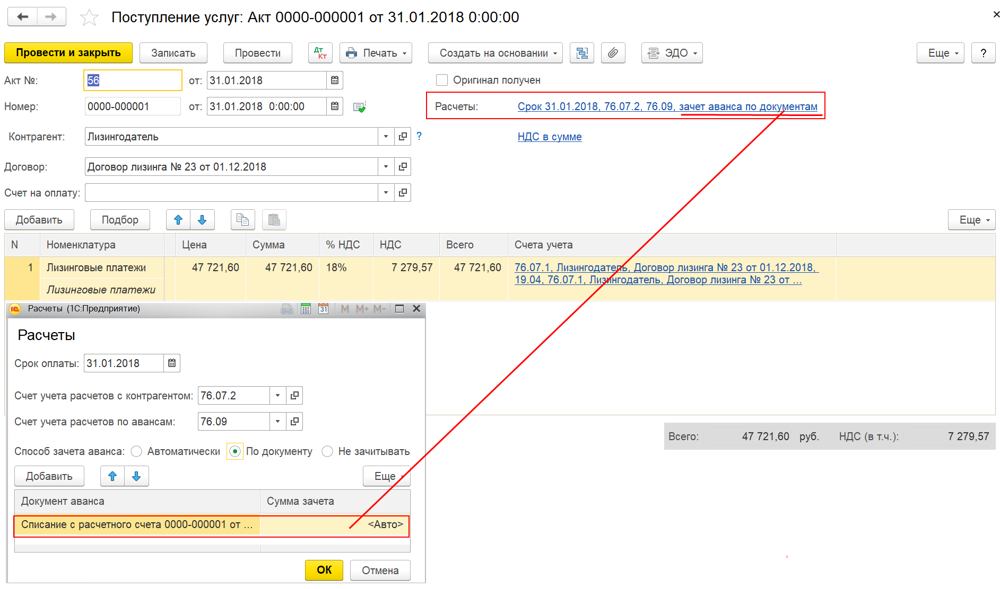 Поступление услуг: Акт 0000-000001 от 31.01.2018 0:00:00
Провести и закрыть Записать Провести Дт Кт Печать Создать на основании ЭДО Еще ?
Акт №: 56 от: 31.01.2018 Оригинал получен
Номер: 0000-000001 от: 31.01.2018 0:00:00 Расчеты: Срок 31.01.2018, 76.07.2, 76.09, зачет аванса по документам
Контрагент: Лизингодатель ? НДС в сумме
Договор: Договор лизинга № 23 от 01.12.2018
Счет на оплату:
Добавить Подбор Еще
N Номенклатура Цена Сумма % НДС НДС Всего Счета учета
1 Лизинговые платежи 47 721,60 47 721,60 18% 7 279,57 47 721,60 76.07.1, Лизингодатель, Договор лизинга № 23 от 01.12.2018,
19.04, 76.07.1, Лизингодатель, Договор лизинга № 23 от ...
Лизинговые платежи
1С Расчеты (1С:Предприятие) 31 M M+ M-
Расчеты
Срок оплаты: 31.01.2018
Счет учета расчетов с контрагентом: 76.07.2
Счет учета расчетов по авансам: 76.09
Всего: 47 721,60 руб. НДС (в т.ч.): 7 279,57
Способ зачета аванса: Автоматически По документу Не зачитывать
Добавить Еще
Документ аванса Сумма зачета
Списание с расчетного счета 0000-000001 от ... <Авто>
ОК Отмена